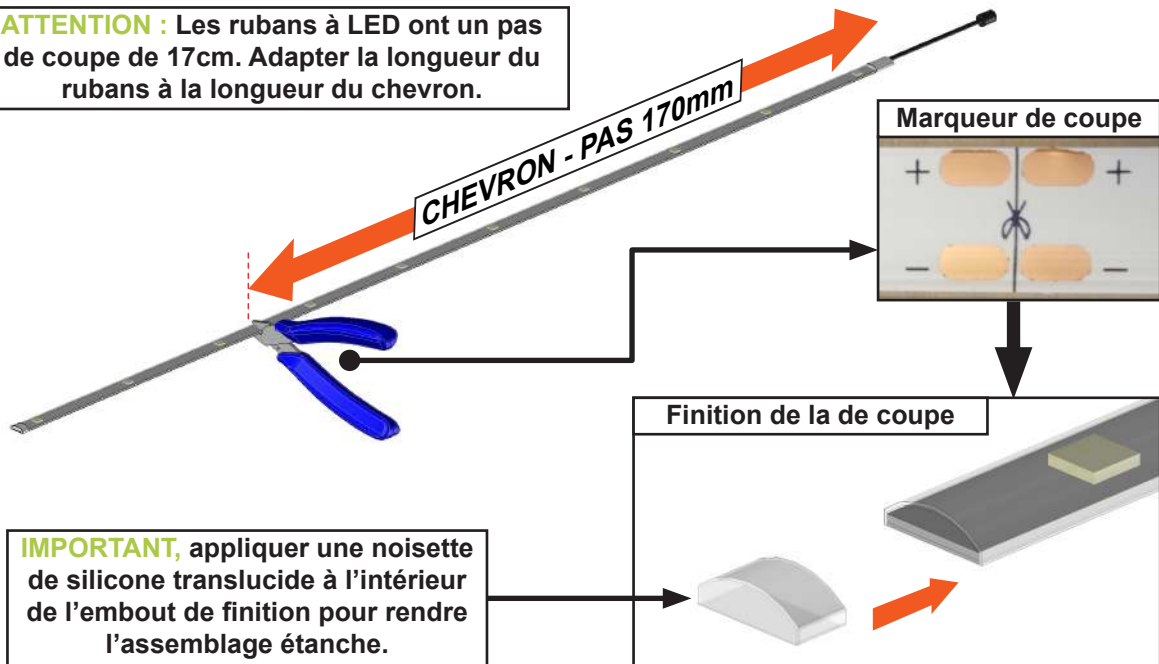 ATTENTION : Les rubans à LED ont un pas
de coupe de 17cm. Adapter la longueur du
rubans à la longueur du chevron.
CHEVRON - PAS 170mm
Marqueur de coupe
+ +
− −
Finition de la de coupe
IMPORTANT, appliquer une noisette
de silicone translucide à l’intérieur
de l’embout de finition pour rendre
l’assemblage étanche.